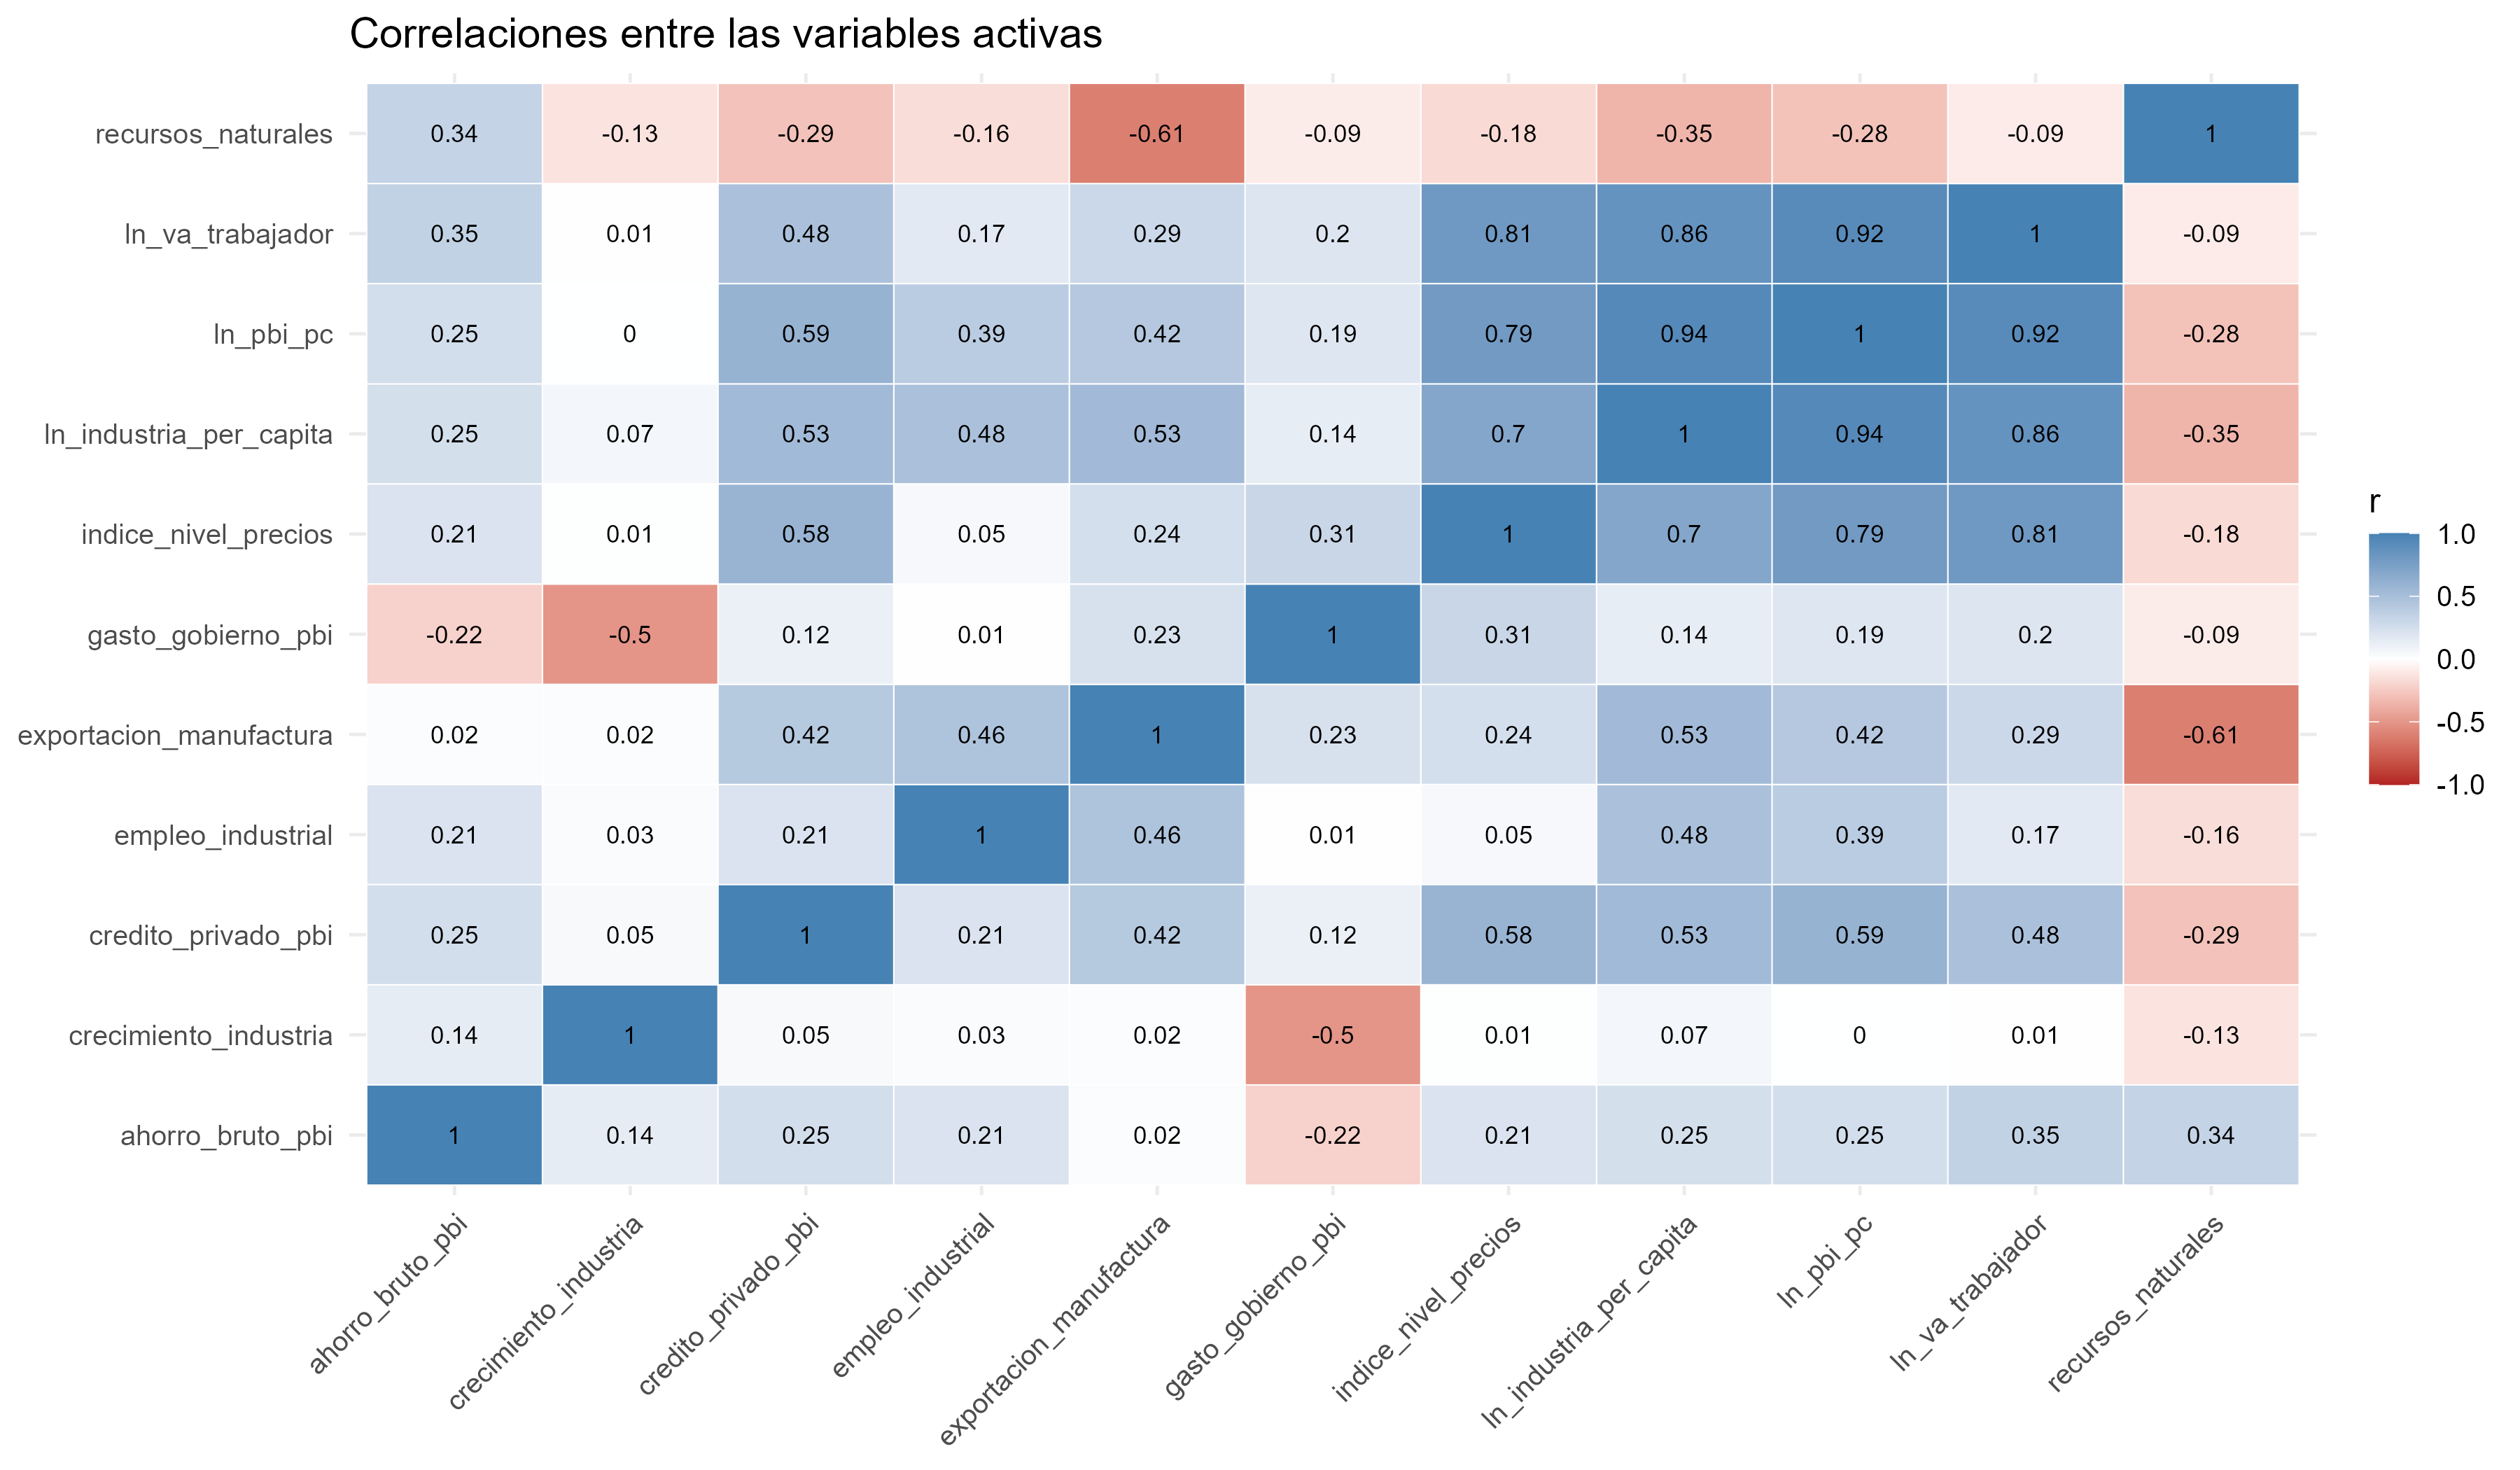 Correlaciones entre las variables activas
recursos_naturales 0.34 -0.13 -0.29 -0.16 -0.61 -0.09 -0.18 -0.35 -0.28 -0.09 1
ln_va_trabajador 0.35 0.01 0.48 0.17 0.29 0.2 0.81 0.86 0.92 1 -0.09
ln_pbi_pc 0.25 0 0.59 0.39 0.42 0.19 0.79 0.94 1 0.92 -0.28
ln_industria_per_capita 0.25 0.07 0.53 0.48 0.53 0.14 0.7 1 0.94 0.86 -0.35
indice_nivel_precios 0.21 0.01 0.58 0.05 0.24 0.31 1 0.7 0.79 0.81 -0.18
gasto_gobierno_pbi -0.22 -0.5 0.12 0.01 0.23 1 0.31 0.14 0.19 0.2 -0.09
exportacion_manufactura 0.02 0.02 0.42 0.46 1 0.23 0.24 0.53 0.42 0.29 -0.61
empleo_industrial 0.21 0.03 0.21 1 0.46 0.01 0.05 0.48 0.39 0.17 -0.16
credito_privado_pbi 0.25 0.05 1 0.21 0.42 0.12 0.58 0.53 0.59 0.48 -0.29
crecimiento_industria 0.14 1 0.05 0.03 0.02 -0.5 0.01 0.07 0 0.01 -0.13
ahorro_bruto_pbi 1 0.14 0.25 0.21 0.02 -0.22 0.21 0.25 0.25 0.35 0.34
ahorro_bruto_pbi
crecimiento_industria
credito_privado_pbi
empleo_industrial
exportacion_manufactura
gasto_gobierno_pbi
indice_nivel_precios
ln_industria_per_capita
ln_pbi_pc
ln_va_trabajador
recursos_naturales
r
1.0
0.5
0.0
-0.5
-1.0